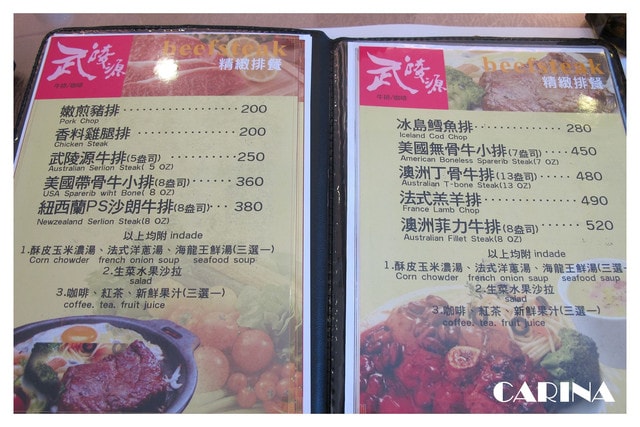 武陵源
牛排/咖啡
beefsteak
精緻排餐
嫩煎豬排 200
Pork Chop
香料雞腿排 200
Chicken Steak
武陵源牛排(5盎司) 250
Australian Serlion Steak( 5 OZ)
美國帶骨牛小排(8盎司) 360
USA Sparerib wiht Bone( 8 OZ)
紐西蘭PS沙朗牛排(8盎司) 380
Newzealand Serlion Steak(8 OZ)
以上均附 indade
1.酥皮玉米濃湯、法式洋蔥湯、海龍王鮮湯(三選一)
Corn chowder french onion soup seafood soup
2.生菜水果沙拉
salad
3.咖啡、紅茶、新鮮果汁(三選一)
coffee. tea. fruit juice
武陵源
牛排/咖啡
beefsteak
精緻排餐
冰島鱈魚排 280
Iceland Cod Chop
美國無骨牛小排(7盎司) 450
American Boneless Sparerib Steak(7 OZ)
澳洲丁骨牛排(13盎司) 480
Australian T-bone Steak(13 OZ)
法式羔羊排 490
France Lamb Chop
澳洲菲力牛排(8盎司) 520
Australian Fillet Steak(8 OZ)
以上均附 indade
1.酥皮玉米濃湯、法式洋蔥湯、海龍王鮮湯(三選一
Corn chowder french onion soup seafood soup
2.生菜水果沙拉
salad
3.咖啡、紅茶、新鮮果汁(三選一)
coffee. tea. fruit juice
CARINA